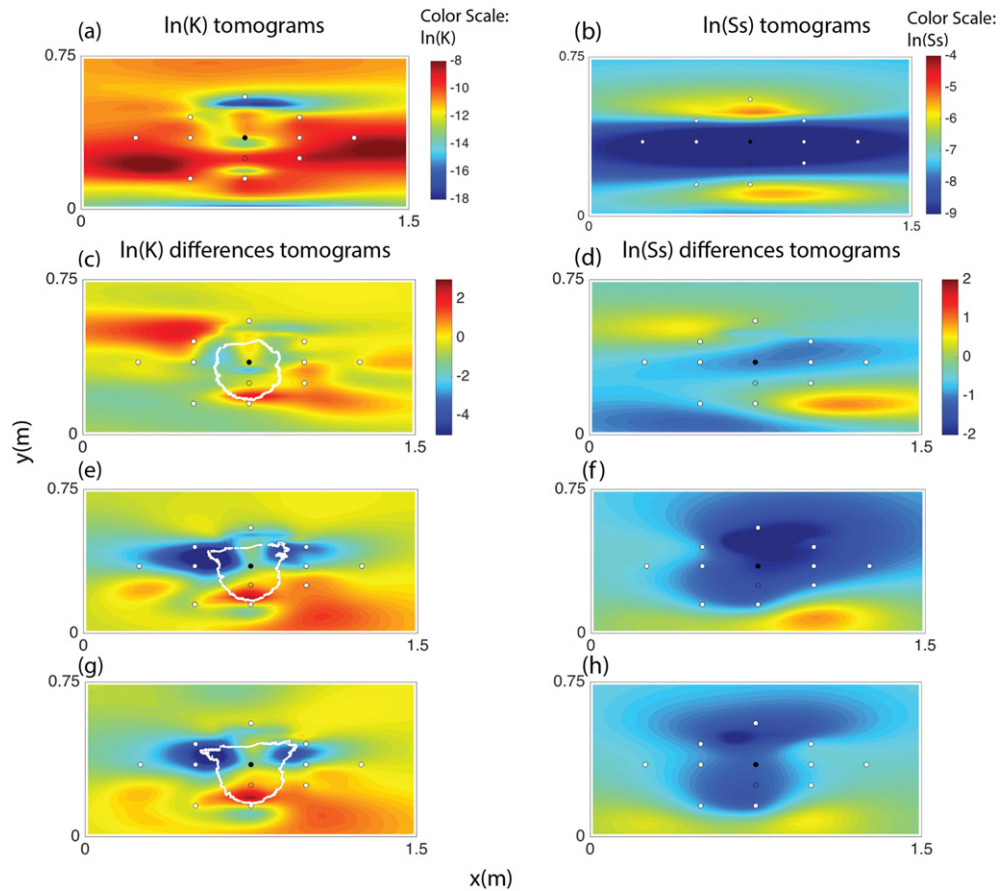 (a)
ln(K) tomograms
Color Scale:
ln(K)
(b)
ln(Ss) tomograms
Color Scale:
ln(Ss)
0.75
0
0
1.5
-8
-10
-12
-14
-16
-18
0.75
0
0
1.5
-4
-5
-6
-7
-8
-9
(c)
ln(K) differences tomograms
(d)
ln(Ss) differences tomograms
0.75
0
0
1.5
2
0
-2
-4
0.75
0
0
1.5
2
1
0
-1
-2
y(m)
(e)
0.75
0
0
1.5
(f)
0.75
0
0
1.5
(g)
0.75
0
0
1.5
(h)
0.75
0
0
1.5
x(m)